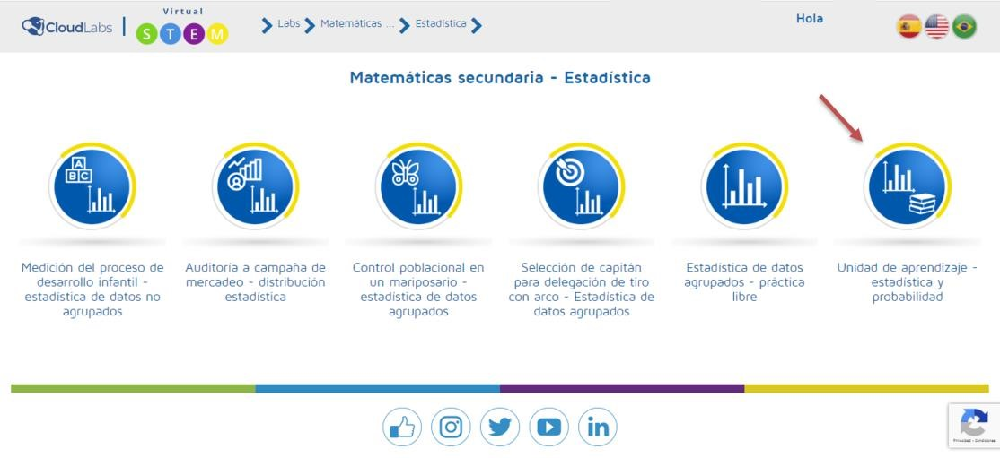 CloudLabs
Virtual
STEM
Labs
Matemáticas ...
Estadística
Hola
Matemáticas secundaria - Estadística
A
BC
Medición del proceso de
desarrollo infantil -
estadística de datos no
agrupados
Auditoría a campaña de
mercadeo - distribución
estadística
Control poblacional en
un mariposario -
estadística de datos
agrupados
Selección de capitán
para delegación de tiro
con arco - Estadística de
datos agrupados
Estadística de datos
agrupados - práctica
libre
Unidad de aprendizaje -
estadística y
probabilidad
in
Privacidad - Condiciones